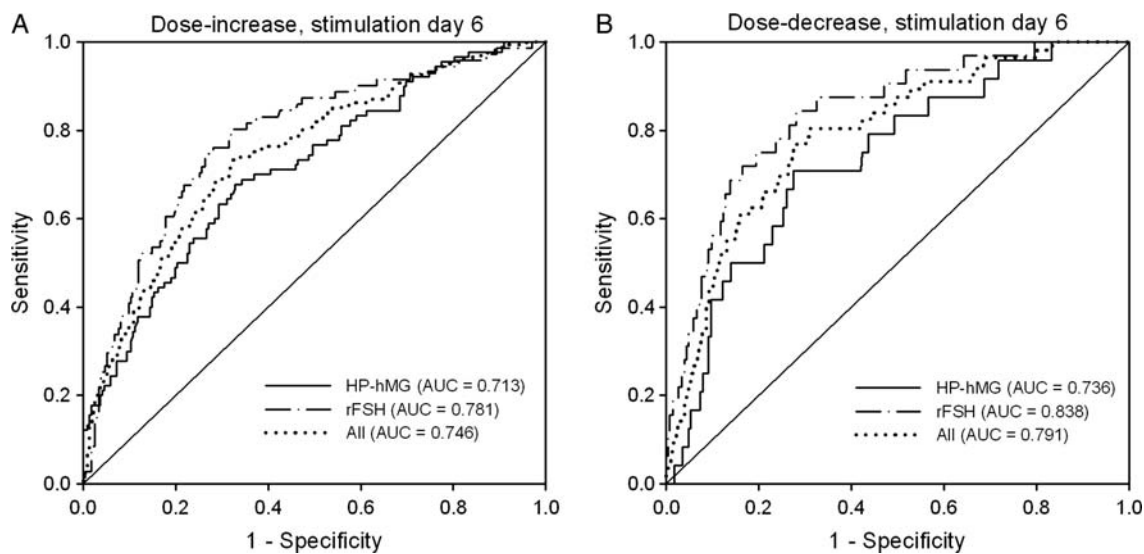 A
Dose-increase, stimulation day 6
1.0
0.8
0.6
0.4
0.2
0.0
Sensitivity
HP-hMG (AUC = 0.713)
rFSH (AUC = 0.781)
All (AUC = 0.746)
0.0 0.2 0.4 0.6 0.8 1.0
1 - Specificity
B
Dose-decrease, stimulation day 6
1.0
0.8
0.6
0.4
0.2
0.0
Sensitivity
HP-hMG (AUC = 0.736)
rFSH (AUC = 0.838)
All (AUC = 0.791)
0.0 0.2 0.4 0.6 0.8 1.0
1 - Specificity